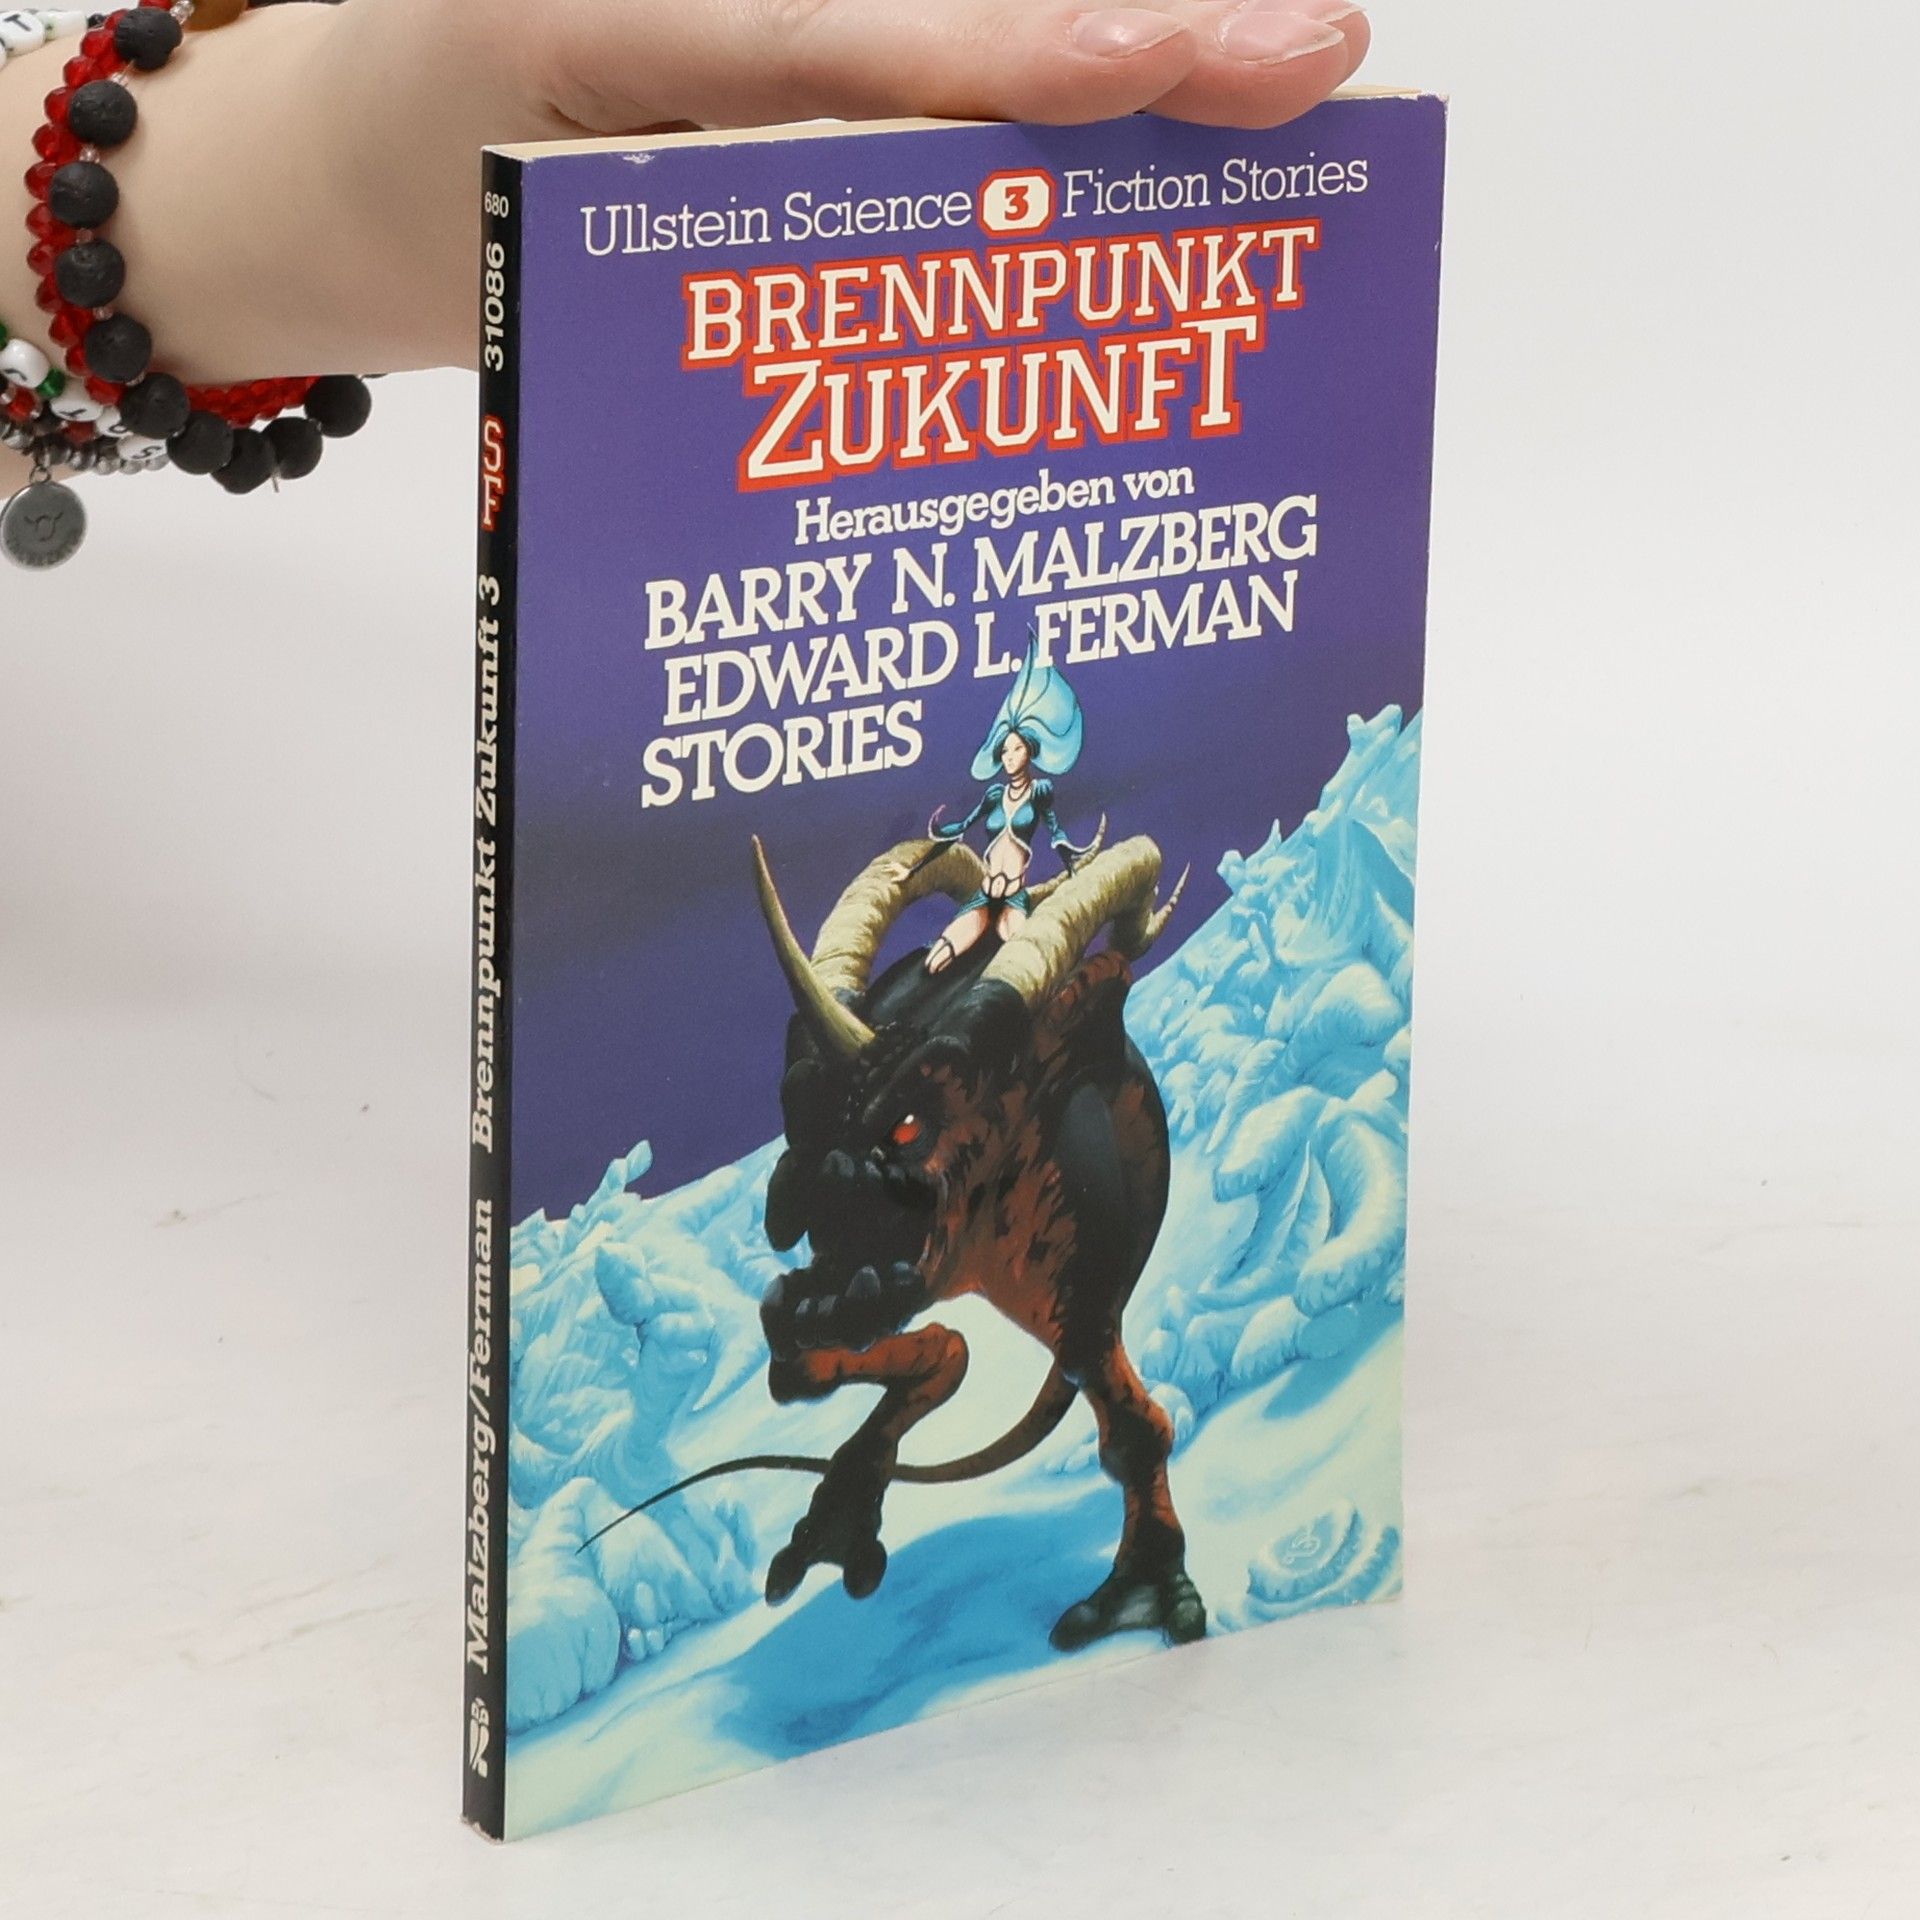 Ullstein Science 3 Fiction Stories
BRENNPUNKT
ZUKUNFT
Herausgegeben von
BARRY N. MALZBERG
EDWARD L. FERMAN
STORIES
680
31086
SF
Malzberg/Ferman Brennpunkt Zukunft 3